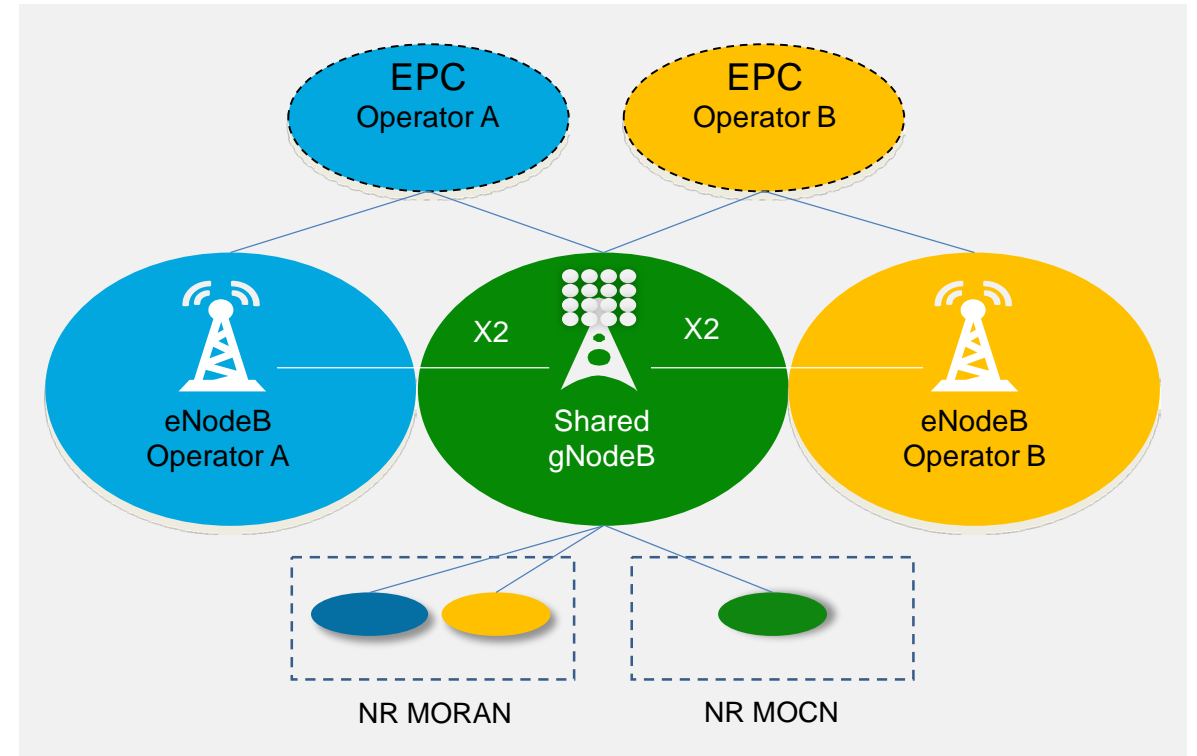 EPC
Operator A
EPC
Operator B
X2
X2
eNodeB
Operator A
Shared
gNodeB
eNodeB
Operator B
NR MORAN
NR MOCN